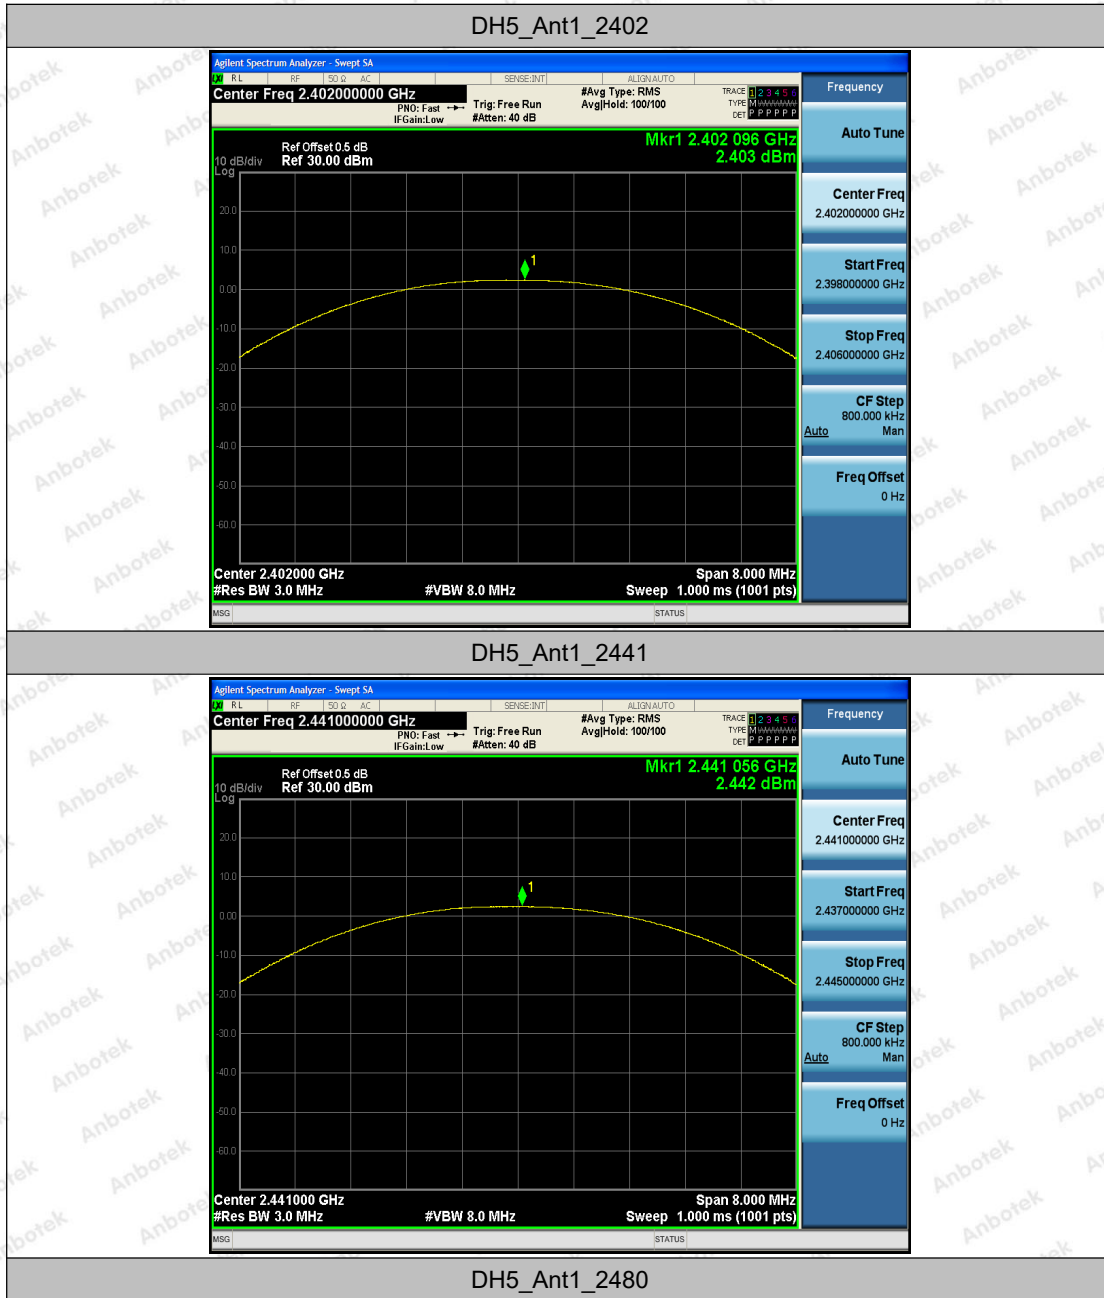 DH5_Ant1_2402
Agilent Spectrum Analyzer - Swept SA
RL RF 50 Ω AC SENSE:INT ALIGNAUTO
Center Freq 2.402000000 GHz
PNO: Fast
IFGain:Low
Trig: Free Run
#Atten: 40 dB
#Avg Type: RMS
Avg|Hold: 100/100
TRACE 1 2 3 4 5 6
TYPE M
DET P P P P P P
Mkr1 2.402 096 GHz
2.403 dBm
Ref Offset 0.5 dB
10 dB/div Ref 30.00 dBm
Log
20.0
10.0
0.00
-10.0
-20.0
-30.0
-40.0
-50.0
-60.0
1
Center 2.402000 GHz Span 8.000 MHz
#Res BW 3.0 MHz #VBW 8.0 MHz Sweep 1.000 ms (1001 pts)
MSG STATUS
Frequency
Auto Tune
Center Freq
2.402000000 GHz
Start Freq
2.398000000 GHz
Stop Freq
2.406000000 GHz
CF Step
800.000 kHz
Auto Man
Freq Offset
0 Hz
DH5_Ant1_2441
Agilent Spectrum Analyzer - Swept SA
RL RF 50 Ω AC SENSE:INT ALIGNAUTO
Center Freq 2.441000000 GHz
PNO: Fast
IFGain:Low
Trig: Free Run
#Atten: 40 dB
#Avg Type: RMS
Avg|Hold: 100/100
TRACE 1 2 3 4 5 6
TYPE M
DET P P P P P P
Mkr1 2.441 056 GHz
2.442 dBm
Ref Offset 0.5 dB
10 dB/div Ref 30.00 dBm
Log
20.0
10.0
0.00
-10.0
-20.0
-30.0
-40.0
-50.0
-60.0
1
Center 2.441000 GHz Span 8.000 MHz
#Res BW 3.0 MHz #VBW 8.0 MHz Sweep 1.000 ms (1001 pts)
MSG STATUS
Frequency
Auto Tune
Center Freq
2.441000000 GHz
Start Freq
2.437000000 GHz
Stop Freq
2.445000000 GHz
CF Step
800.000 kHz
Auto Man
Freq Offset
0 Hz
DH5_Ant1_2480